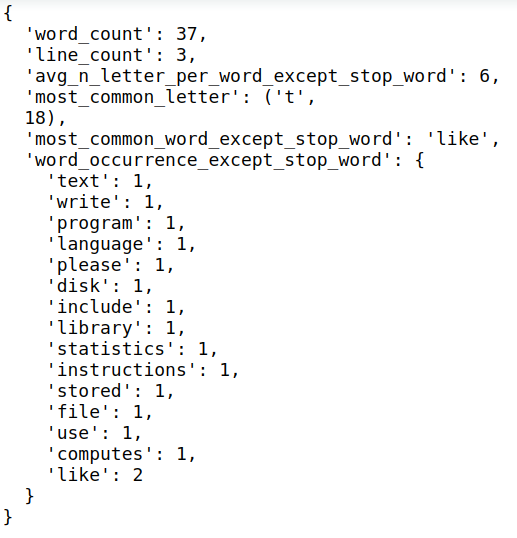 {
  'word_count': 37,
  'line_count': 3,
  'avg_n_letter_per_word_except_stop_word': 6,
  'most_common_letter': ('t',
  18),
  'most_common_word_except_stop_word': 'like',
  'word_occurrence_except_stop_word': {
    'text': 1,
    'write': 1,
    'program': 1,
    'language': 1,
    'please': 1,
    'disk': 1,
    'include': 1,
    'library': 1,
    'statistics': 1,
    'instructions': 1,
    'stored': 1,
    'file': 1,
    'use': 1,
    'computes': 1,
    'like': 2
  }
}